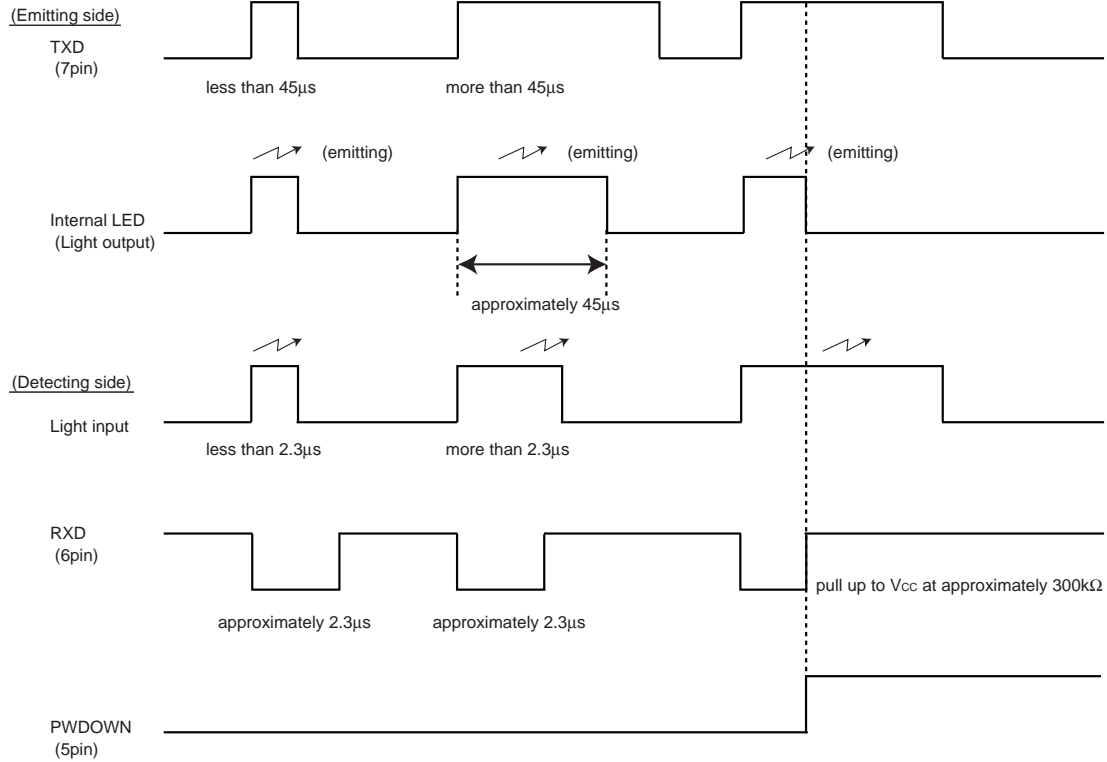 (Emitting side)
TXD
(7pin)
less than 45μs
more than 45μs
(emitting)
(emitting)
(emitting)
Internal LED
(Light output)
approximately 45μs
(Detecting side)
Light input
less than 2.3μs
more than 2.3μs
RXD
(6pin)
pull up to VCC at approximately 300kΩ
approximately 2.3μs
approximately 2.3μs
PWDOWN
(5pin)